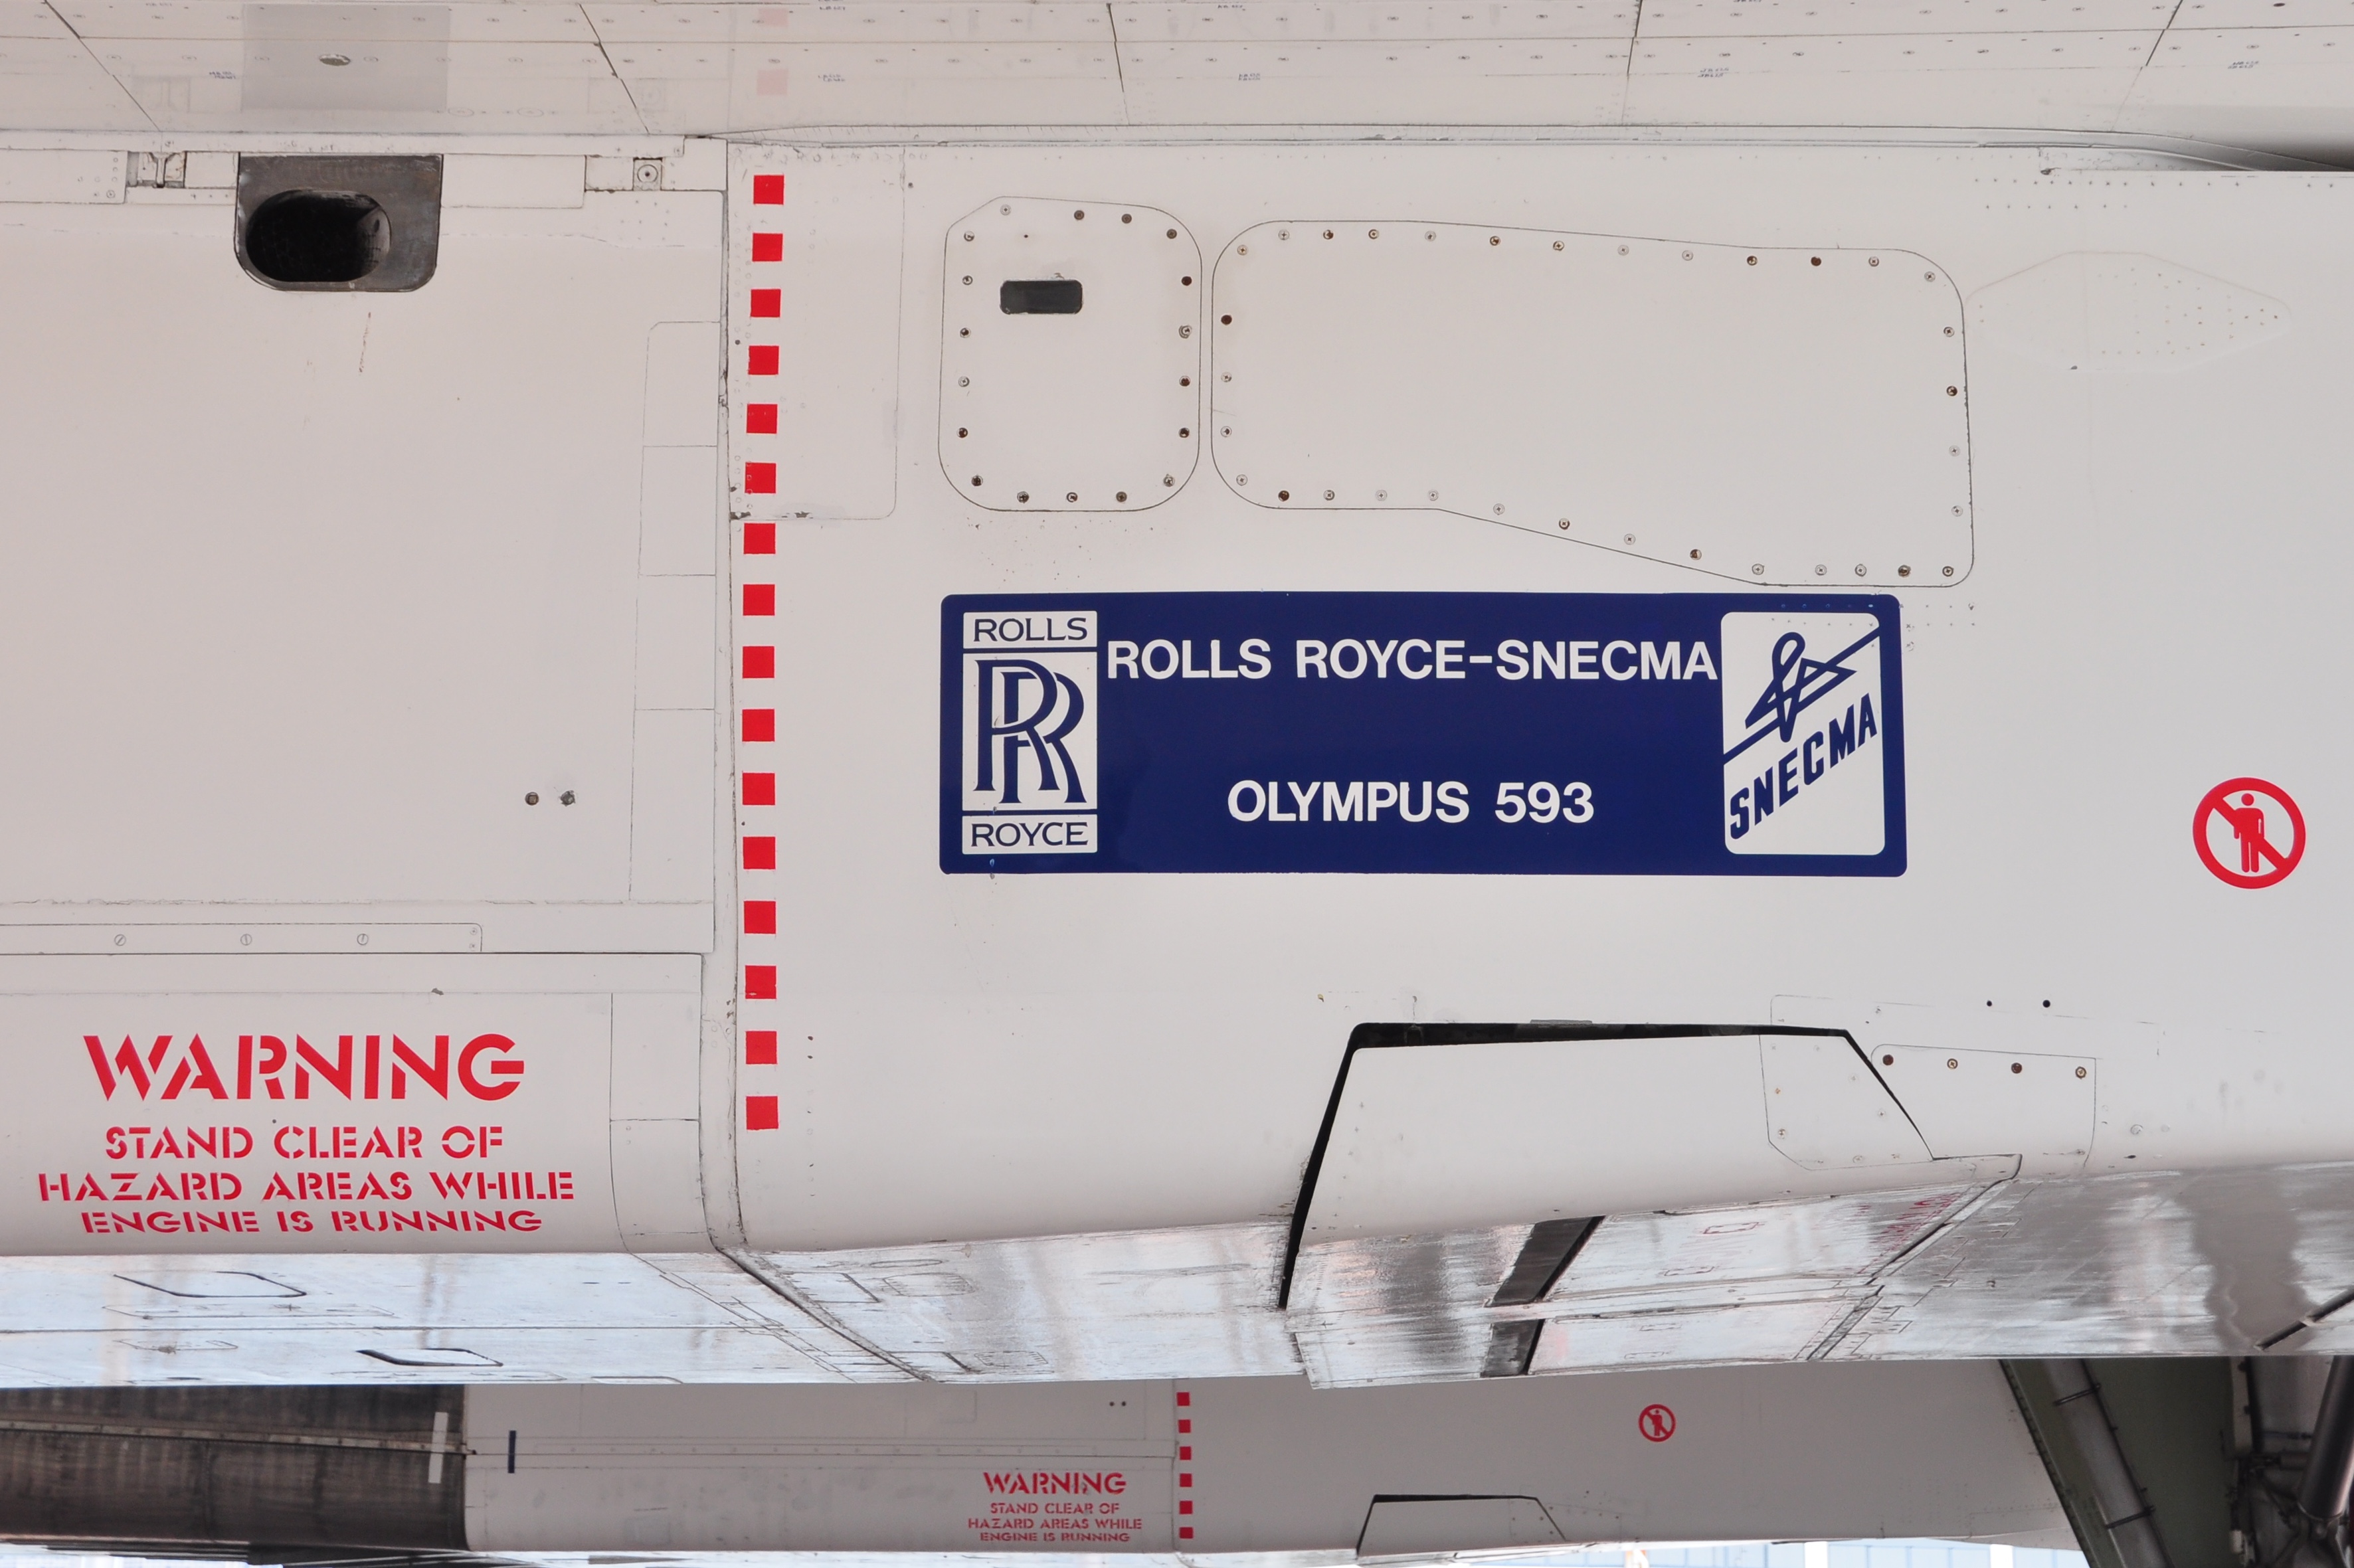 ROLLS
RR
ROYCE
ROLLS ROYCE-SNECMA
OLYMPUS 593
SNECMA
WARNING
STAND CLEAR OF
HAZARD AREAS WHILE
ENGINE IS RUNNING
WARNING
STAND CLEAR OF
HAZARD AREAS WHILE
ENGINE IS RUNNING